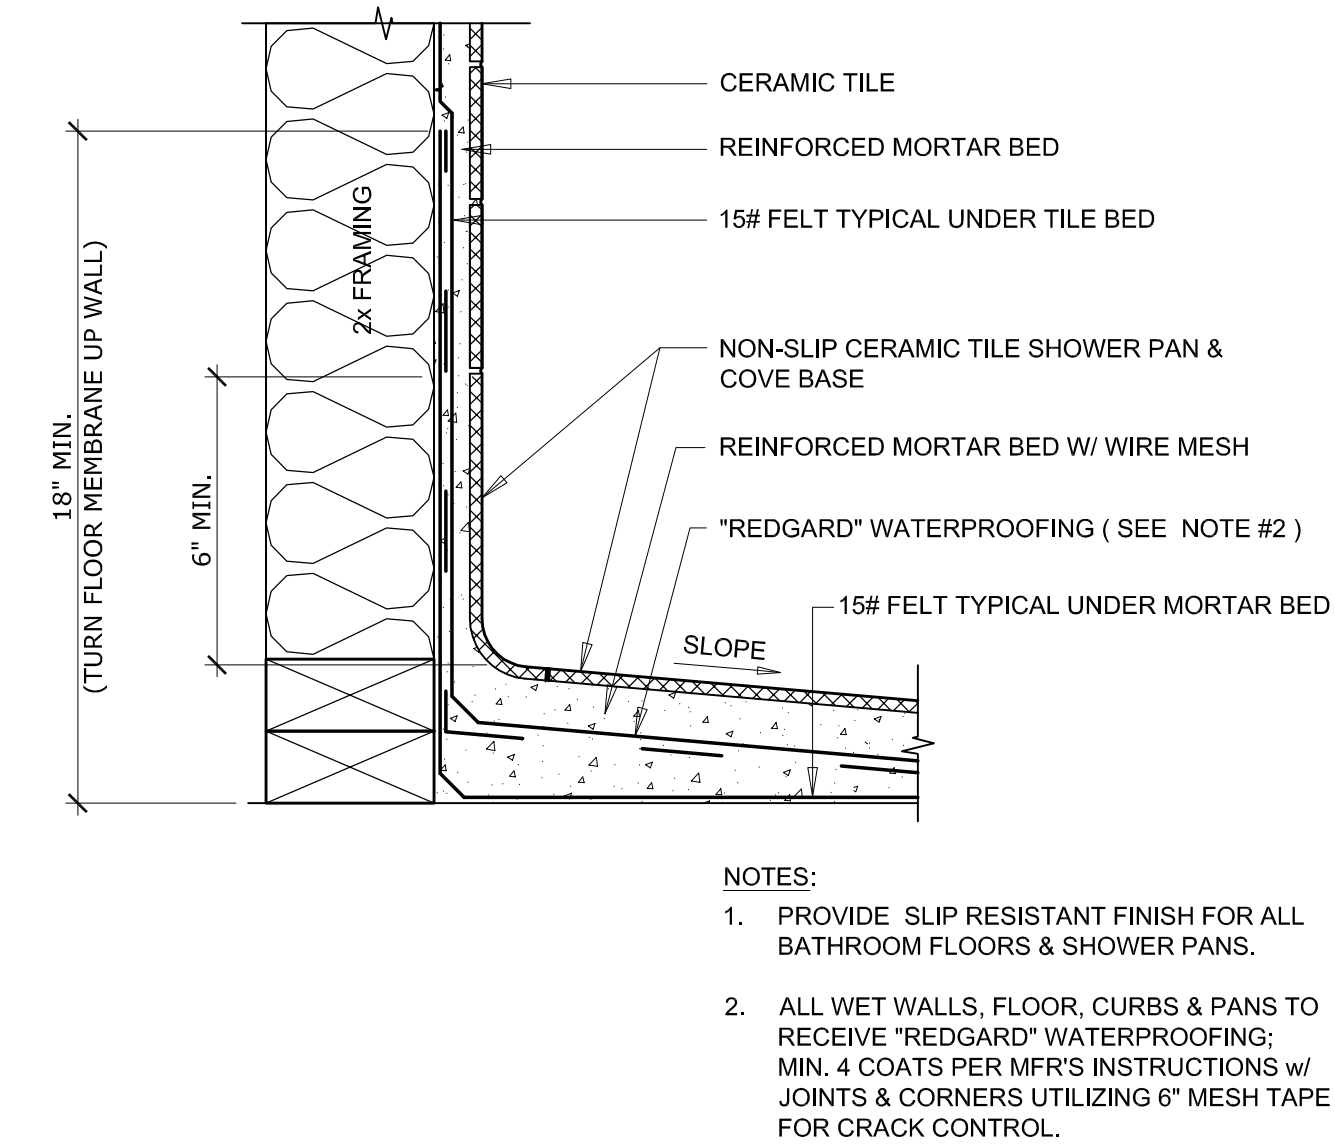 CERAMIC TILE
REINFORCED MORTAR BED
15# FELT TYPICAL UNDER TILE BED
NON-SLIP CERAMIC TILE SHOWER PAN &
COVE BASE
REINFORCED MORTAR BED W/ WIRE MESH
"REDGARD" WATERPROOFING ( SEE NOTE #2 )
15# FELT TYPICAL UNDER MORTAR BED
SLOPE
2x FRAMING
18" MIN.
(TURN FLOOR MEMBRANE UP WALL)
6" MIN.
NOTES:
1. PROVIDE SLIP RESISTANT FINISH FOR ALL
BATHROOM FLOORS & SHOWER PANS.
2. ALL WET WALLS, FLOOR, CURBS & PANS TO
RECEIVE "REDGARD" WATERPROOFING;
MIN. 4 COATS PER MFR'S INSTRUCTIONS w/
JOINTS & CORNERS UTILIZING 6" MESH TAPE
FOR CRACK CONTROL.